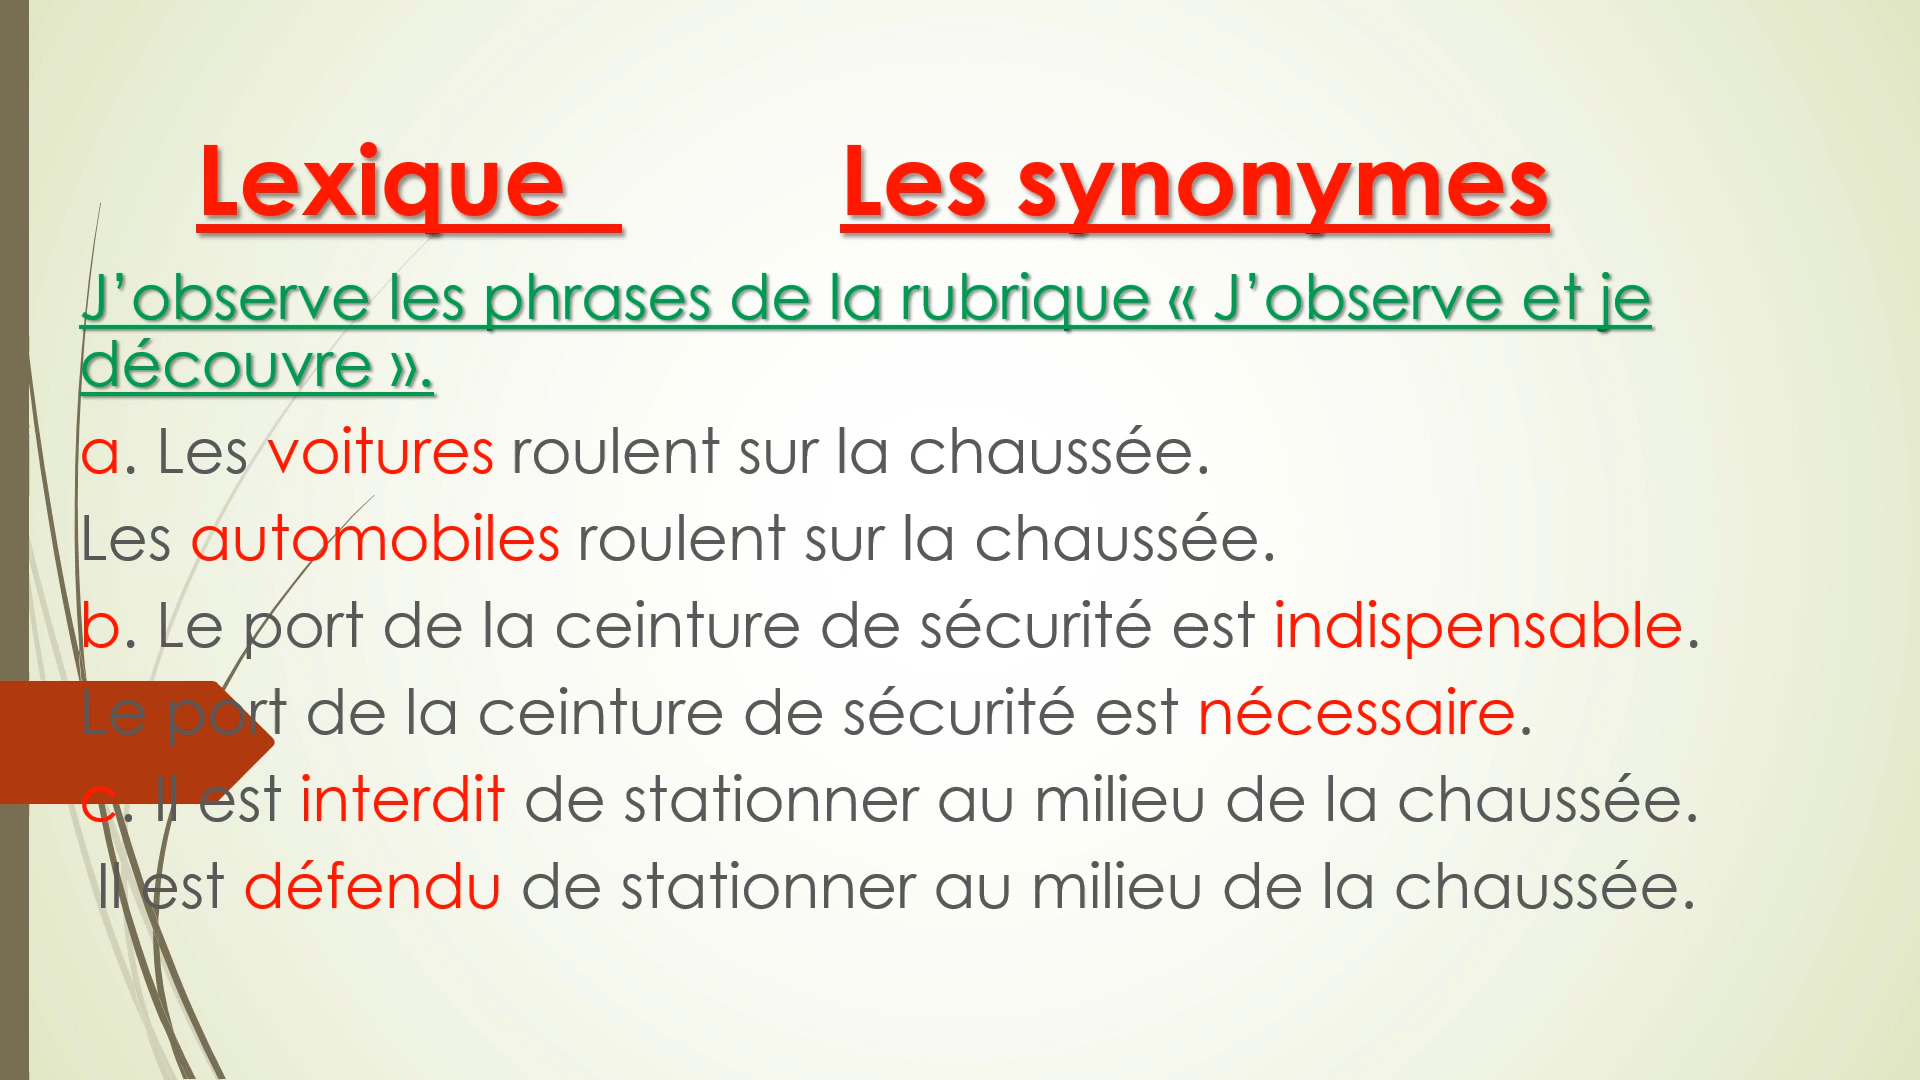 Lexique Les synonymes
J’observe les phrases de la rubrique « J’observe et je
découvre ».
a. Les voitures roulent sur la chaussée.
Les automobiles roulent sur la chaussée.
b. Le port de la ceinture de sécurité est indispensable.
Le port de la ceinture de sécurité est nécessaire.
c. Il est interdit de stationner au milieu de la chaussée.
Il est défendu de stationner au milieu de la chaussée.